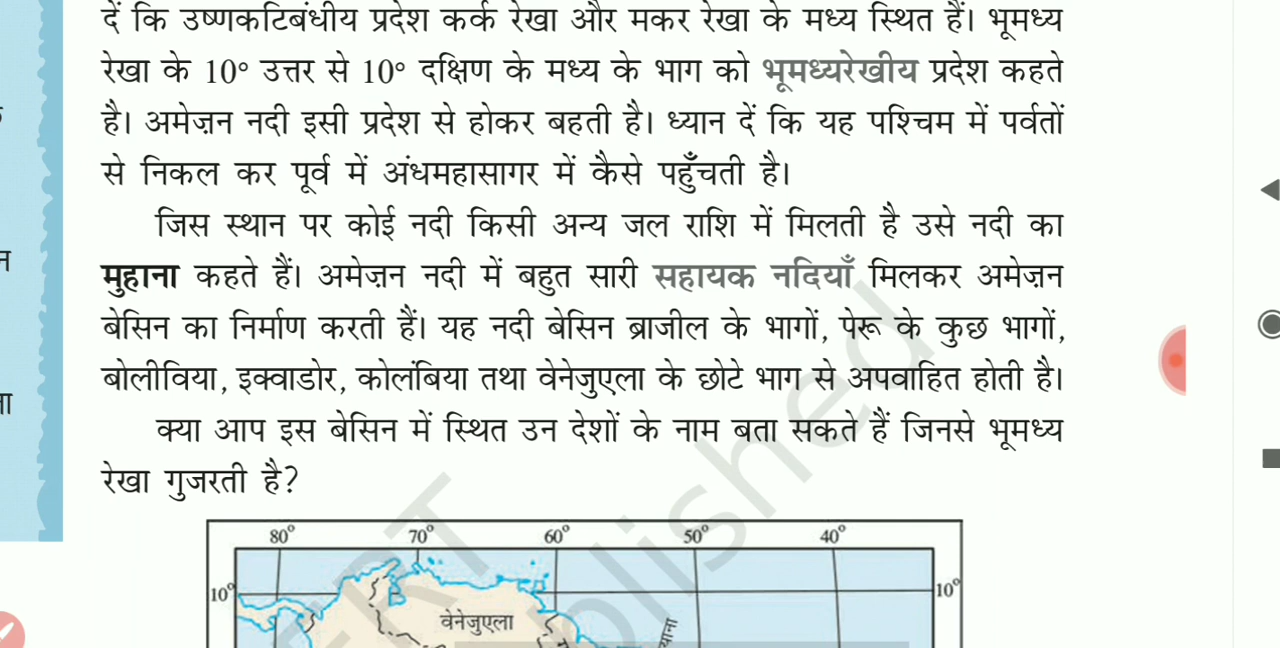 दें कि उष्णकटिबंधीय प्रदेश कर्क रेखा और मकर रेखा के मध्य स्थित हैं। भूमध्य
रेखा के 10° उत्तर से 10° दक्षिण के मध्य के भाग को भूमध्यरेखीय प्रदेश कहते
है। अमेज़न नदी इसी प्रदेश से होकर बहती है। ध्यान दें कि यह पश्चिम में पर्वतों
से निकल कर पूर्व में अंधमहासागर में कैसे पहुँचती है।
जिस स्थान पर कोई नदी किसी अन्य जल राशि में मिलती है उसे नदी का
मुहाना कहते हैं। अमेज़न नदी में बहुत सारी सहायक नदियाँ मिलकर अमेज़न
बेसिन का निर्माण करती हैं। यह नदी बेसिन ब्राजील के भागों, पेरू के कुछ भागों,
बोलीविया, इक्वाडोर, कोलंबिया तथा वेनेजुएला के छोटे भाग से अपवाहित होती है।
क्या आप इस बेसिन में स्थित उन देशों के नाम बता सकते हैं जिनसे भूमध्य
रेखा गुजरती है?
80° 70° 60° 50° 40°
10° 10°
वेनेजुएला